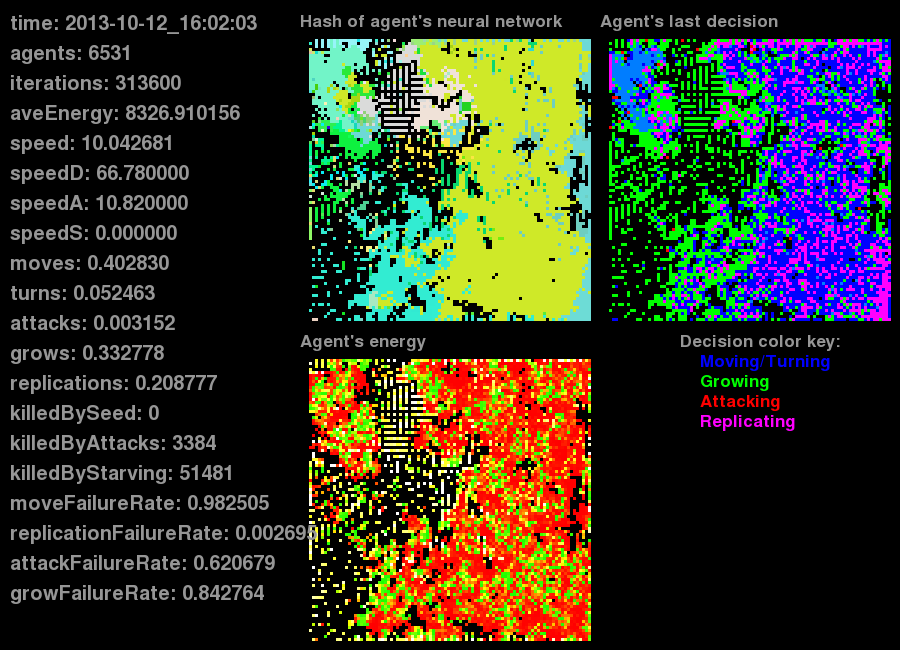 time: 2013-10-12_16:02:03
agents: 6531
iterations: 313600
aveEnergy: 8326.910156
speed: 10.042681
speedD: 66.780000
speedA: 10.820000
speedS: 0.000000
moves: 0.402830
turns: 0.052463
attacks: 0.003152
grows: 0.332778
replications: 0.208777
killedBySeed: 0
killedByAttacks: 3384
killedByStarving: 51481
moveFailureRate: 0.982505
replicationFailureRate: 0.002695
attackFailureRate: 0.620679
growFailureRate: 0.842764
Hash of agent's neural network
Agent's last decision
Agent's energy
Decision color key:
Moving/Turning
Growing
Attacking
Replicating